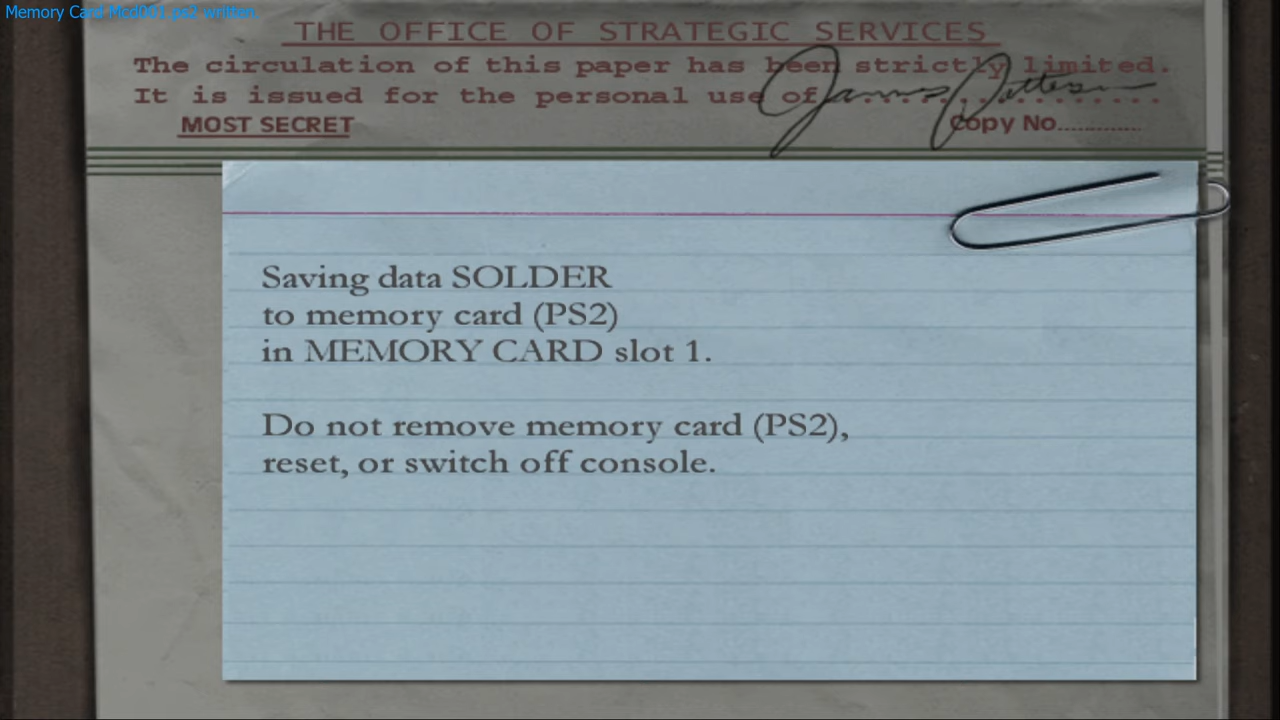 Memory Card Mcd001.ps2 written.
THE OFFICE OF STRATEGIC SERVICES
The circulation of this paper has been strictly limited.
It is issued for the personal use of....................
James Patterson
MOST SECRET
Copy No.............
Saving data SOLDER
to memory card (PS2)
in MEMORY CARD slot 1.
Do not remove memory card (PS2),
reset, or switch off console.